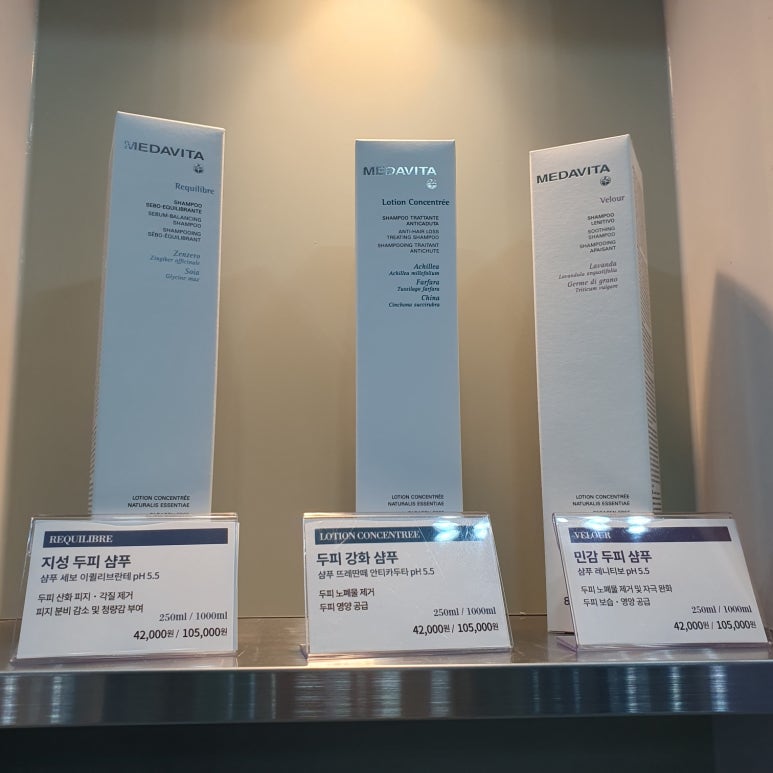 MEDAVITA
Requilibre
SHAMPOO
SEBO-EQUILIBRANTE
SEBUM-BALANCING
SHAMPOO
SHAMPOOING
SÉBO-ÉQUILIBRANT
Zenzero
Zingiber officinale
Soia
Glycine max
LOTION CONCENTRÉE
NATURALIS ESSENTIAE
MEDAVITA
Lotion Concentrée
SHAMPOO TRATTANTE
ANTICADUTA
ANTI-HAIR LOSS
TREATING SHAMPOO
SHAMPOOING TRAITANT
ANTICHUTE
Achillea
Achillea millefolium
Farfara
Tussilago farfara
China
Cinchona succirubra
LOTION CONCENTRÉE
NATURALIS ESSENTIAE
MEDAVITA
Velour
SHAMPOO
LENITIVO
SOOTHING
SHAMPOO
SHAMPOOING
APAISANT
Lavanda
Lavandula angustifolia
Germe di grano
Triticum vulgare
LOTION CONCENTRÉE
NATURALIS ESSENTIAE
REQUILIBRE
지성 두피 샴푸
샴푸 세보 이퀼리브란테 pH 5.5
두피 산화 피지・각질 제거
피지 분비 감소 및 청량감 부여
250ml / 1000ml
42,000원 / 105,000원
LOTION CONCENTREE
두피 강화 샴푸
샴푸 뜨레딴떼 안티카두타 pH 5.5
두피 노폐물 제거
두피 영양 공급
250ml / 1000ml
42,000원 / 105,000원
VELOUR
민감 두피 샴푸
샴푸 레니티보 pH 5.5
두피 노폐물 제거 및 자극 완화
두피 보습・영양 공급
250ml / 1000ml
42,000원 / 105,000원